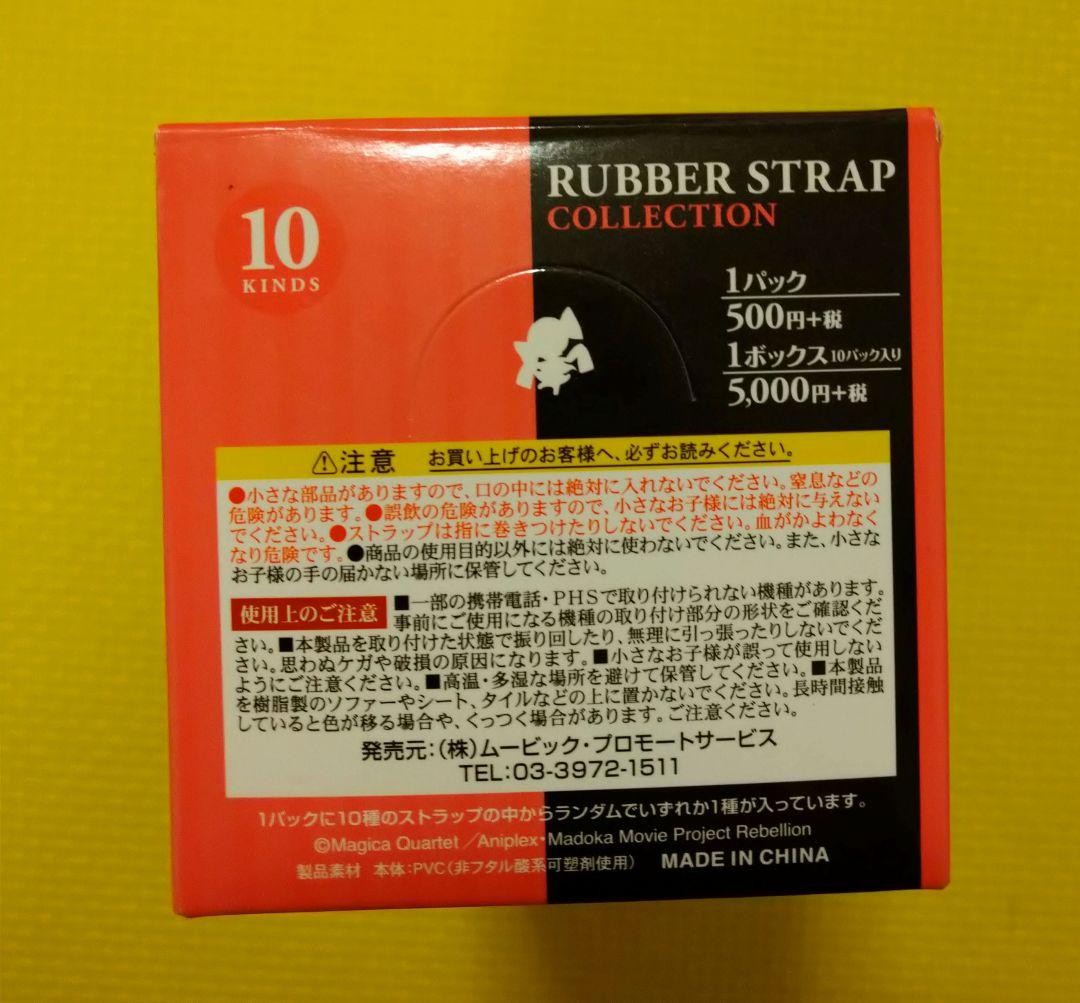 10
KINDS
RUBBER STRAP
COLLECTION
1パック
500円+税
1ボックス10パック入り
5,000円+税
⚠注意 お買い上げのお客様へ、必ずお読みください。
●小さな部品がありますので、口の中には絶対に入れないでください。窒息などの
危険があります。●誤飲の危険がありますので、小さなお子様には絶対に与えない
でください。●ストラップは指に巻きつけたりしないでください。血がかよわなく
なり危険です。●商品の使用目的以外には絶対に使わないでください。また、小さな
お子様の手の届かない場所に保管してください。
使用上のご注意 ■一部の携帯電話・PHSで取り付けられない機種があります。
事前にご使用になる機種の取り付け部分の形状をご確認くだ
さい。■本製品を取り付けた状態で振り回したり、無理に引っ張ったりしないでくだ
さい。思わぬケガや破損の原因になります。■小さなお子様が誤って使用しない
ようにご注意ください。■高温・多湿な場所を避けて保管してください。■本製品
を樹脂製のソファーやシート、タイルなどの上に置かないでください。長時間接触
していると色が移る場合や、くっつく場合があります。ご注意ください。
発売元:(株)ムービック・プロモートサービス
TEL:03-3972-1511
1パックに10種のストラップの中からランダムでいずれか1種が入っています。
©Magica Quartet／Aniplex・Madoka Movie Project Rebellion
製品素材 本体:PVC(非フタル酸系可塑剤使用) MADE IN CHINA